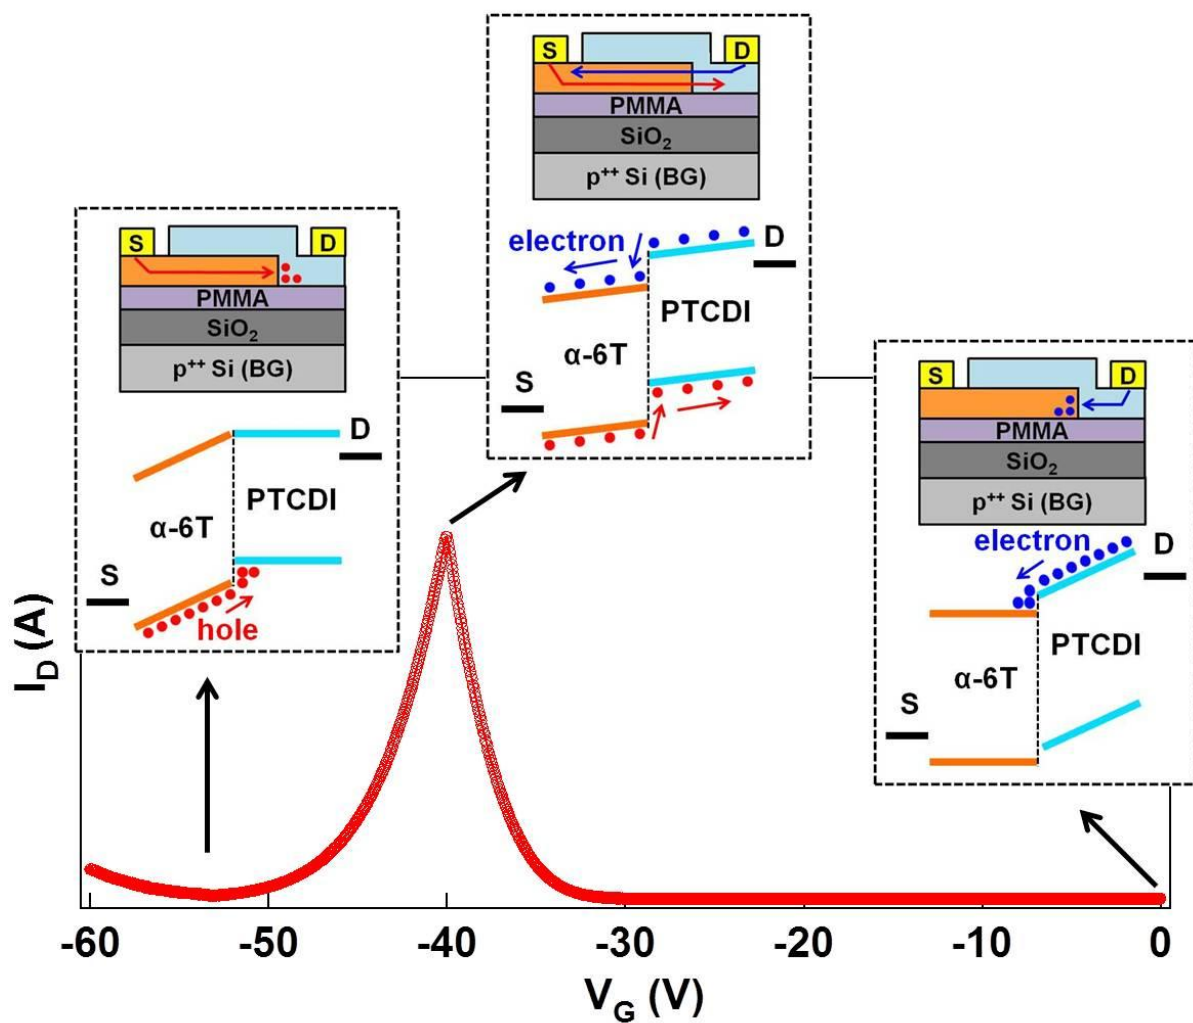 S D
PMMA
SiO2
p++ Si (BG)
electron
D
PTCDI
α-6T
S
S D
PMMA
SiO2
p++ Si (BG)
D
PTCDI
α-6T
S
hole
S D
PMMA
SiO2
p++ Si (BG)
electron
D
PTCDI
α-6T
S
ID (A)
-60 -50 -40 -30 -20 -10 0
VG (V)